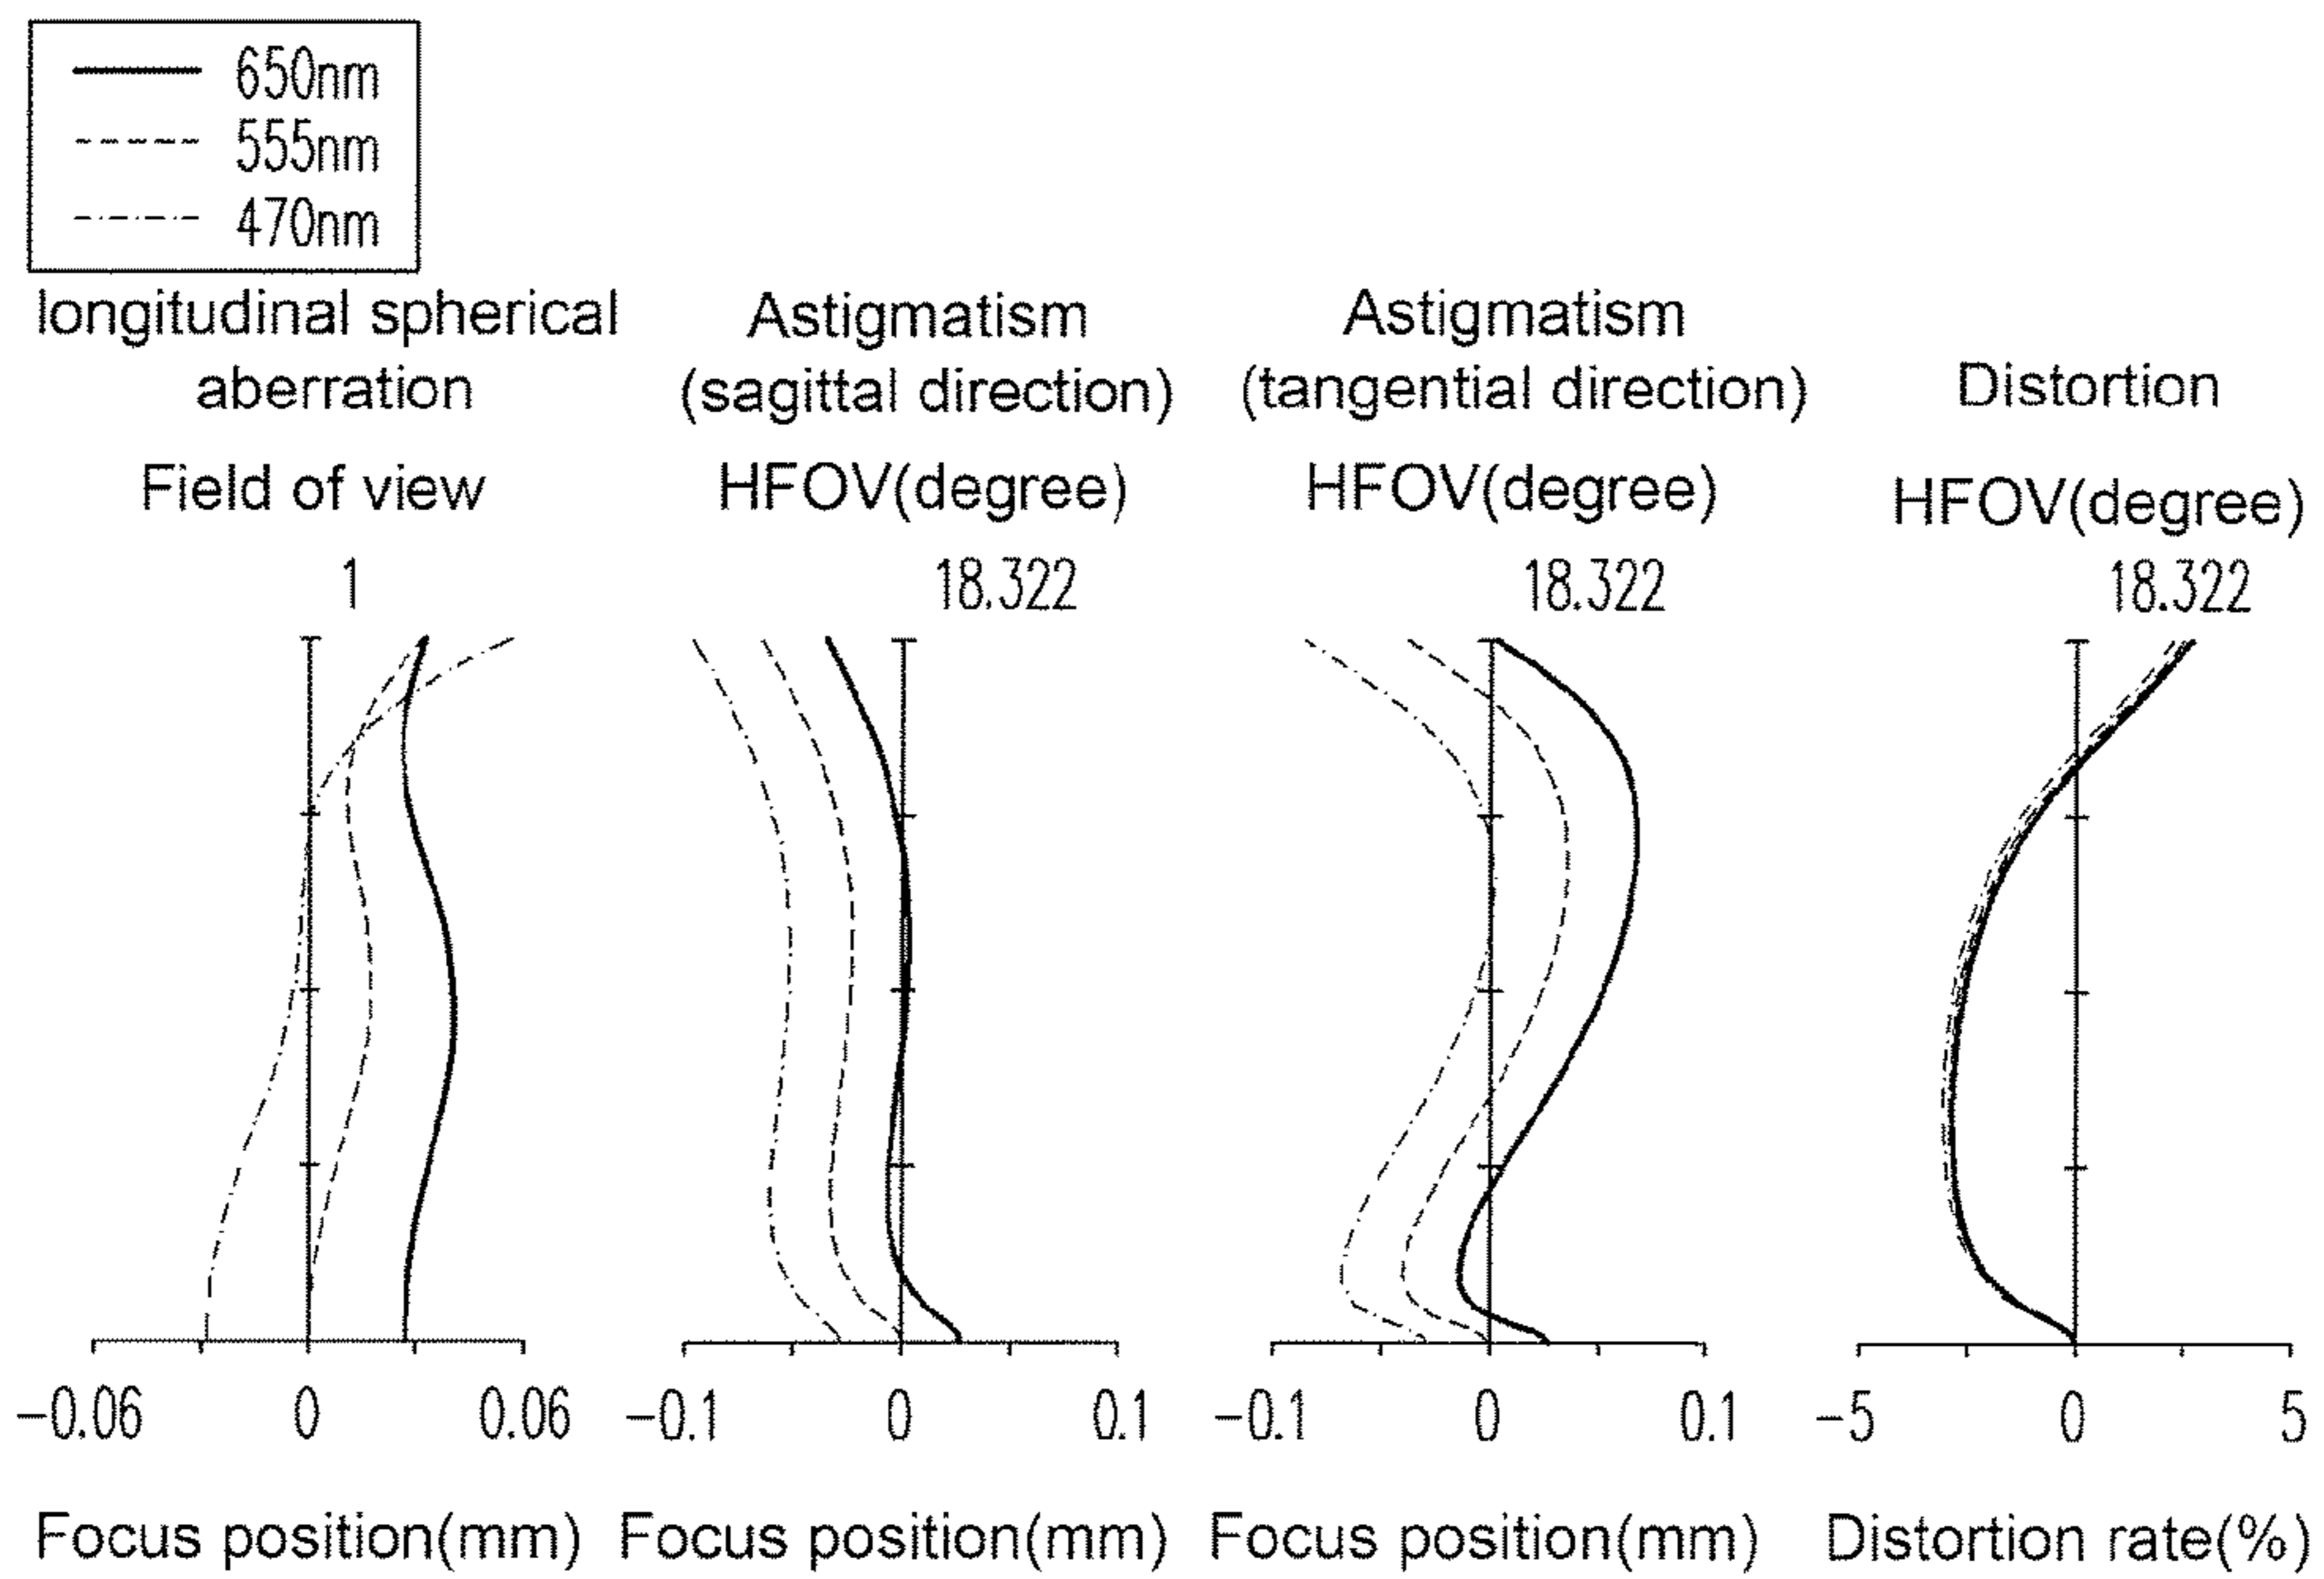 650nm
555nm
470nm
longitudinal spherical
aberration
Field of view
1
−0.06 0 0.06
Focus position(mm)
Astigmatism
(sagittal direction)
HFOV(degree)
18.322
−0.1 0 0.1
Focus position(mm)
Astigmatism
(tangential direction)
HFOV(degree)
18.322
−0.1 0 0.1
Focus position(mm)
Distortion
HFOV(degree)
18.322
−5 0 5
Distortion rate(%)